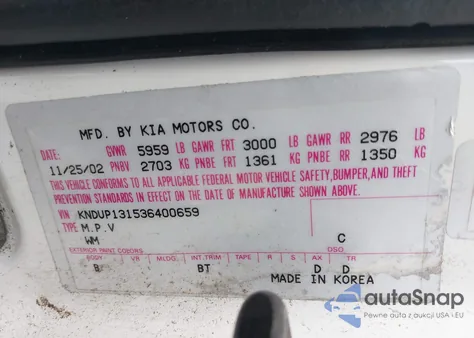 MFD. BY KIA MOTORS CO.
GVWR 5959 LB GAWR FRT 3000 LB GAWR RR 2976 LB
11/25/02 PNBV 2703 KG PNBE FRT 1361 KG PNBE RR 1350 KG
THIS VEHICLE CONFORMS TO ALL APPLICABLE FEDERAL MOTOR VEHICLE SAFETY, BUMPER, AND THEFT
PREVENTION STANDARDS IN EFFECT ON THE DATE OF MANUFACTURE SHOWN ABOVE.
VIN KNDUP131536400659
TYPE M.P.V
WM C
EXTERIOR PAINT COLORS DSO
BODY VB MLDG INT.TRIM TAPE R S AX TR
B BT D D
MADE IN KOREA
autoSnap
Pewne auta z aukcji USA i EU